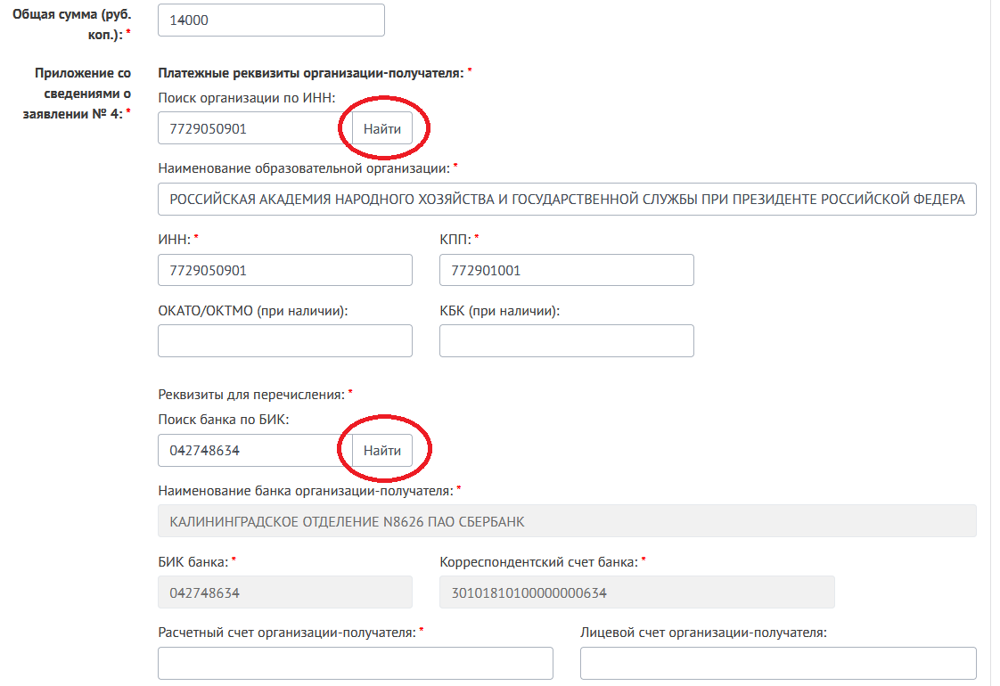 Общая сумма (руб. коп.): *
14000
Приложение со сведениями о заявлении № 4: *
Платежные реквизиты организации-получателя: *
Поиск организации по ИНН:
7729050901 Найти
Наименование образовательной организации: *
РОССИЙСКАЯ АКАДЕМИЯ НАРОДНОГО ХОЗЯЙСТВА И ГОСУДАРСТВЕННОЙ СЛУЖБЫ ПРИ ПРЕЗИДЕНТЕ РОССИЙСКОЙ ФЕДЕРА
ИНН: * КПП: *
7729050901 772901001
ОКАТО/ОКТМО (при наличии): КБК (при наличии):
Реквизиты для перечисления: *
Поиск банка по БИК:
042748634 Найти
Наименование банка организации-получателя: *
КАЛИНИНГРАДСКОЕ ОТДЕЛЕНИЕ N8626 ПАО СБЕРБАНК
БИК банка: * Корреспондентский счет банка: *
042748634 30101810100000000634
Расчетный счет организации-получателя: * Лицевой счет организации-получателя: